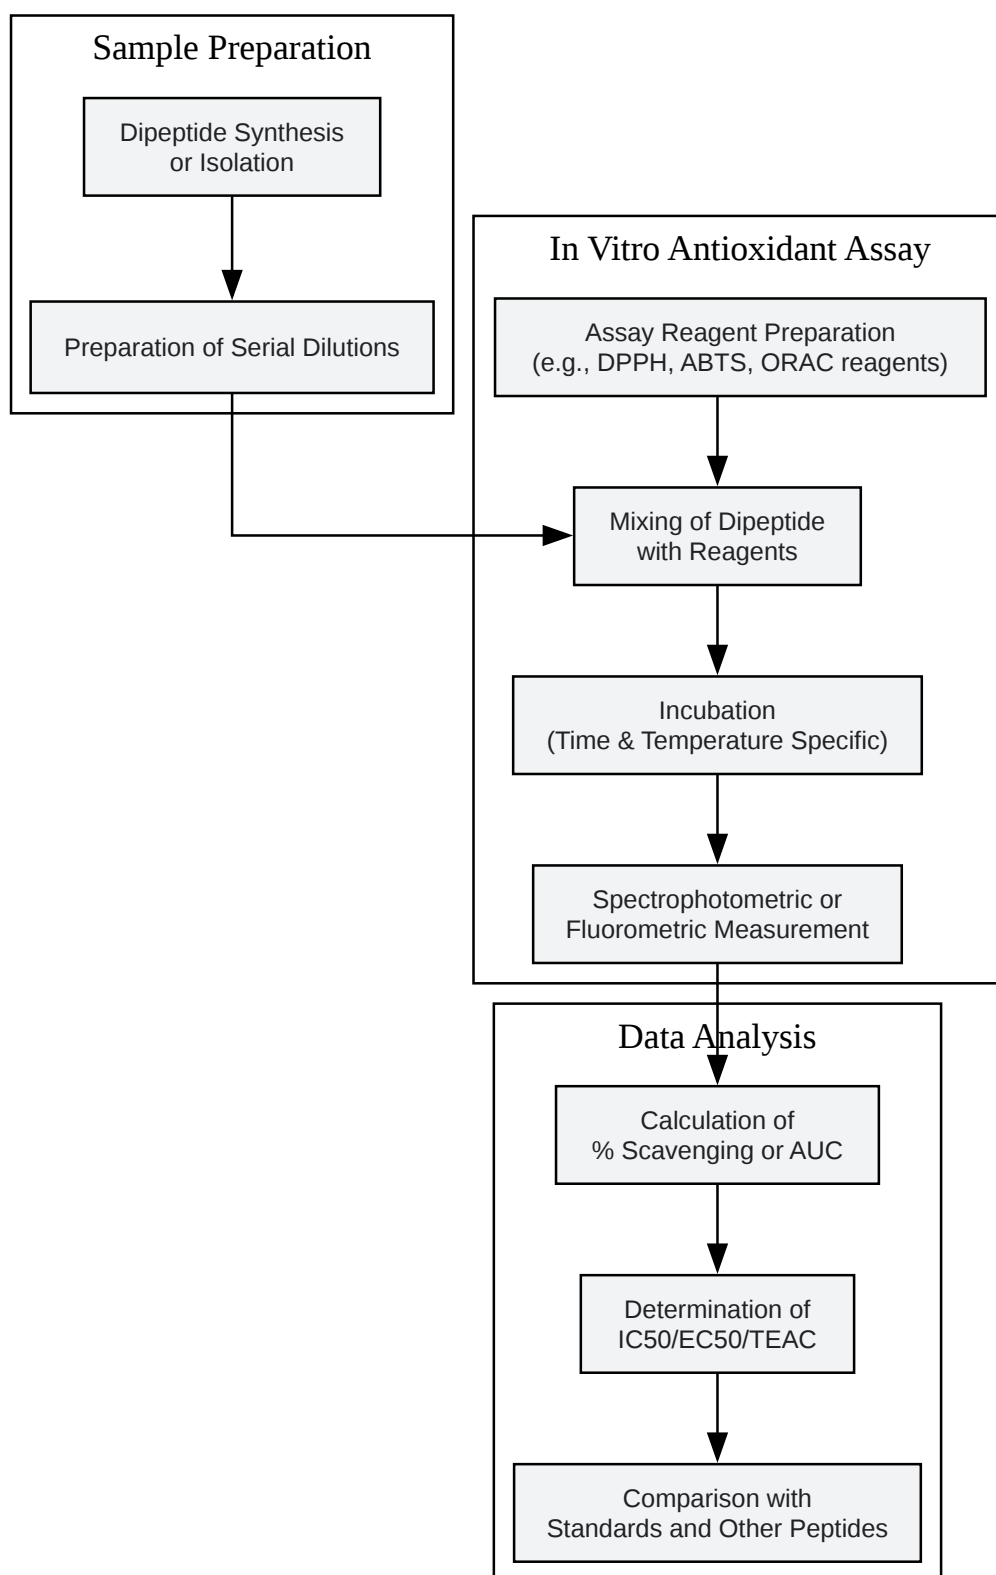 Sample Preparation
Dipeptide Synthesis
or Isolation
Preparation of Serial Dilutions
In Vitro Antioxidant Assay
Assay Reagent Preparation
(e.g., DPPH, ABTS, ORAC reagents)
Mixing of Dipeptide
with Reagents
Incubation
(Time & Temperature Specific)
Spectrophotometric or
Fluorometric Measurement
Data Analysis
Calculation of
% Scavenging or AUC
Determination of
IC50/EC50/TEAC
Comparison with
Standards and Other Peptides